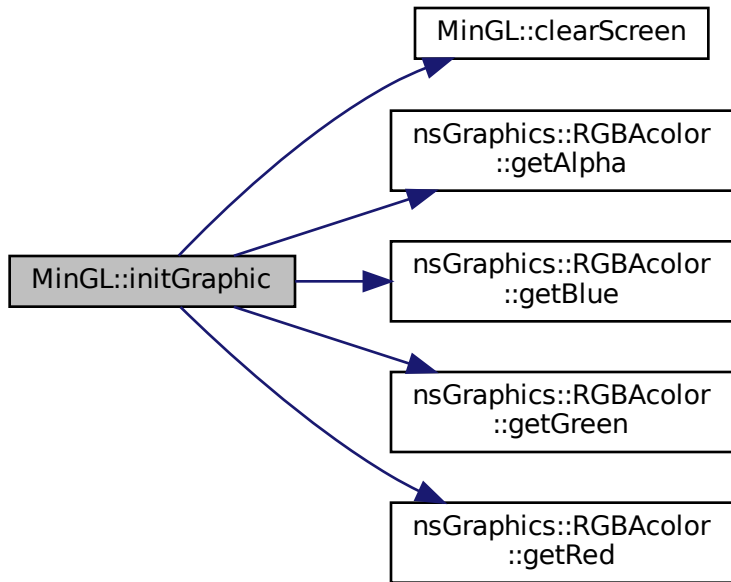 MinGL::clearScreen
nsGraphics::RGBAcolor
::getAlpha
MinGL::initGraphic
nsGraphics::RGBAcolor
::getBlue
nsGraphics::RGBAcolor
::getGreen
nsGraphics::RGBAcolor
::getRed